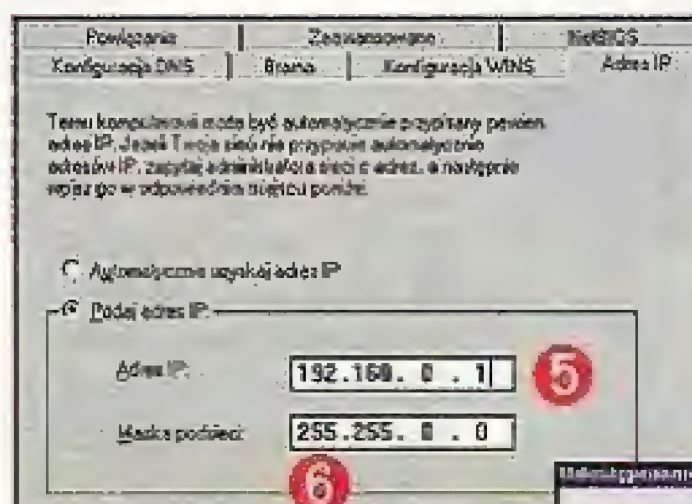 Powiązania Zaawansowane NetBIOS
Konfiguracja DNS Brama Konfiguracja WINS Adres IP
Temu komputerowi może być automatycznie przypisany pewien
adres IP. Jeżeli Twoja sieć nie przypisuje automatycznie
adresów IP, zapytaj administratora sieci o adres, a następnie
wpisz go w odpowiednim miejscu poniżej.
Automatycznie uzyskaj adres IP
Podaj adres IP:
Adres IP: 192.168. 0 . 1 5
Maska podsieci: 255.255. 0 . 0
6